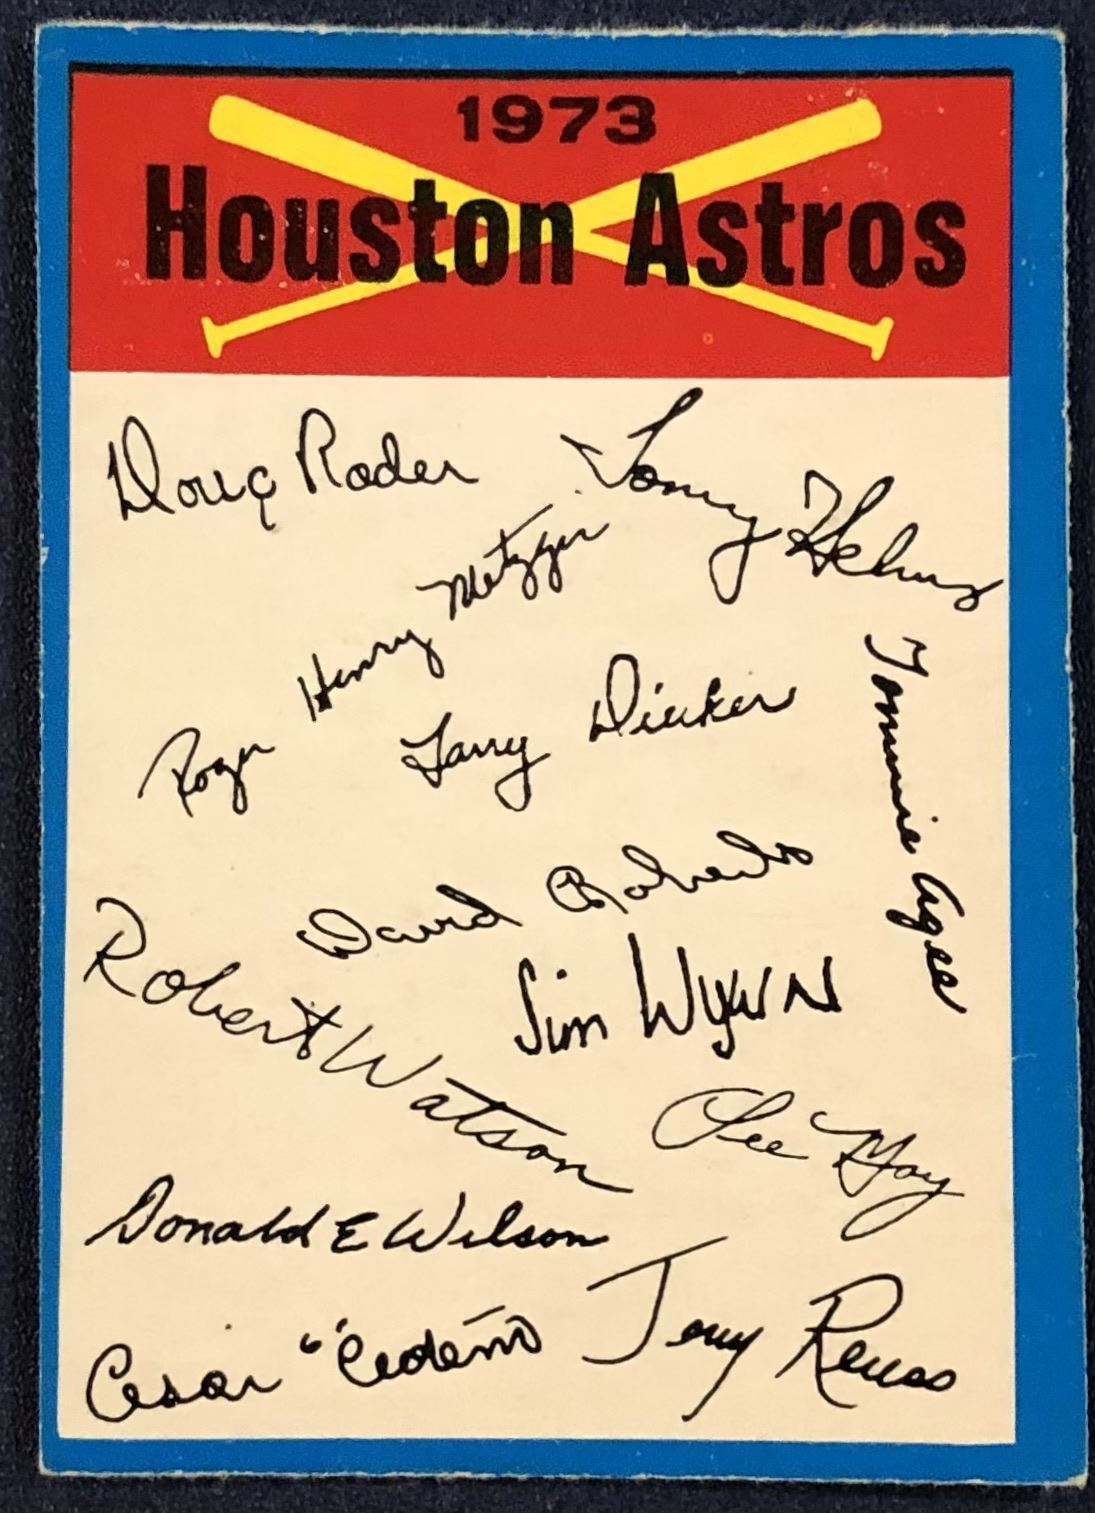 1973
Houston Astros
Doug Rader
Tommy Helms
Roger Henry Metzger
Larry Dierker
Tommie Agee
David Roberts
Robert Watson
Jim Wynn
Lee May
Donald E Wilson
Cesar "Cedeño
Jerry Reuss